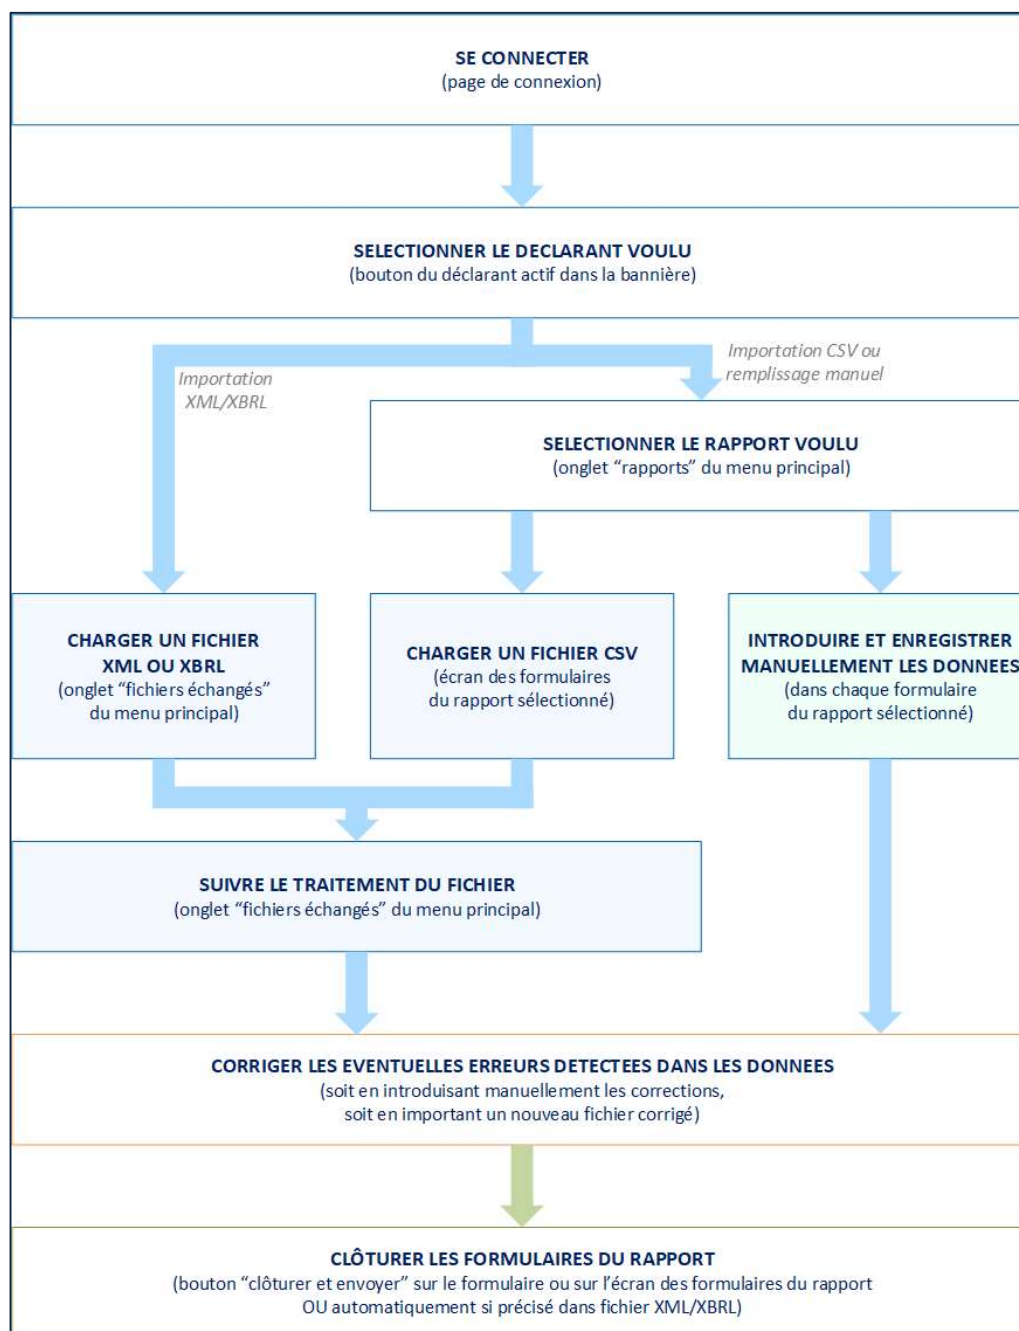 SE CONNECTER
(page de connexion)
SELECTIONNER LE DECLARANT VOULU
(bouton du déclarant actif dans la bannière)
Importation
XML/XBRL
Importation CSV ou
remplissage manuel
SELECTIONNER LE RAPPORT VOULU
(onglet “rapports” du menu principal)
CHARGER UN FICHIER
XML OU XBRL
(onglet “fichiers échangés”
du menu principal)
CHARGER UN FICHIER CSV
(écran des formulaires
du rapport sélectionné)
INTRODUIRE ET ENREGISTRER
MANUELLEMENT LES DONNEES
(dans chaque formulaire
du rapport sélectionné)
SUIVRE LE TRAITEMENT DU FICHIER
(onglet “fichiers échangés” du menu principal)
CORRIGER LES EVENTUELLES ERREURS DETECTEES DANS LES DONNEES
(soit en introduisant manuellement les corrections,
soit en important un nouveau fichier corrigé)
CLÔTURER LES FORMULAIRES DU RAPPORT
(bouton “clôturer et envoyer” sur le formulaire ou sur l’écran des formulaires du rapport
OU automatiquement si précisé dans fichier XML/XBRL)